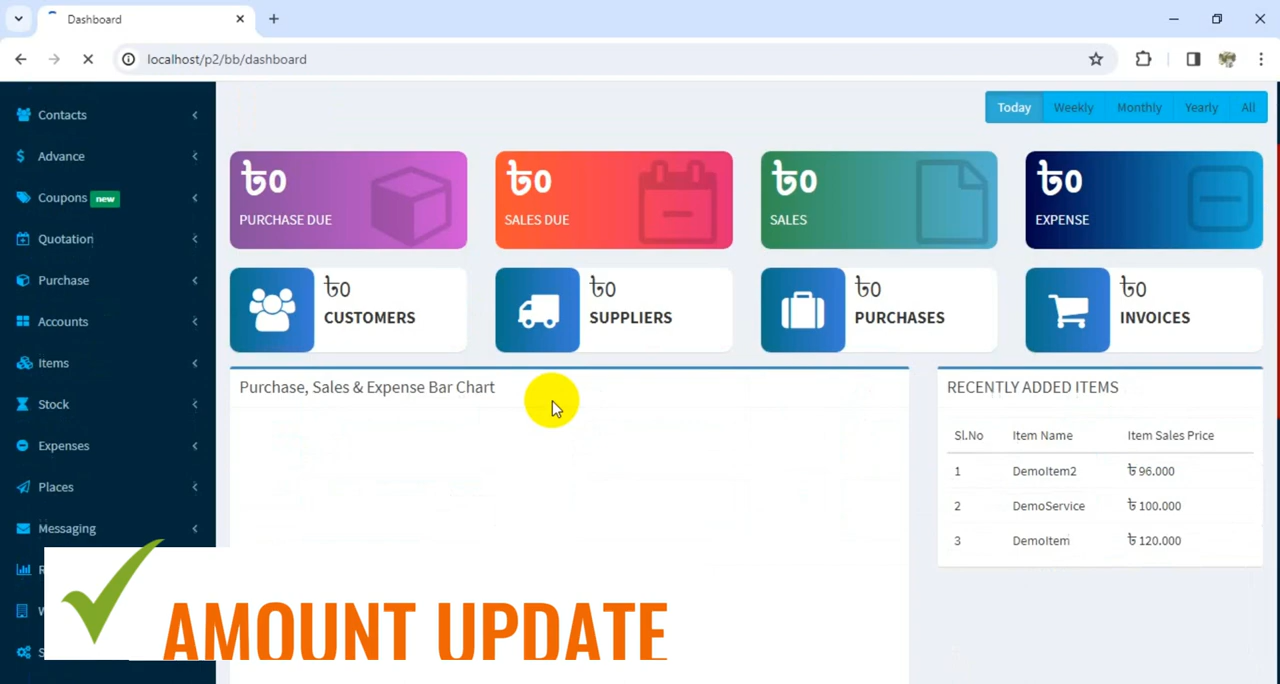 Dashboard
localhost/p2/bb/dashboard
Contacts
Advance
Coupons new
Quotation
Purchase
Accounts
Items
Stock
Expenses
Places
Messaging
Today Weekly Monthly Yearly All
৳0
PURCHASE DUE
৳0
SALES DUE
৳0
SALES
৳0
EXPENSE
৳0
CUSTOMERS
৳0
SUPPLIERS
৳0
PURCHASES
৳0
INVOICES
Purchase, Sales & Expense Bar Chart
RECENTLY ADDED ITEMS
Sl.No Item Name Item Sales Price
1 DemoItem2 ৳ 96.000
2 DemoService ৳ 100.000
3 DemoItem ৳ 120.000
AMOUNT UPDATE